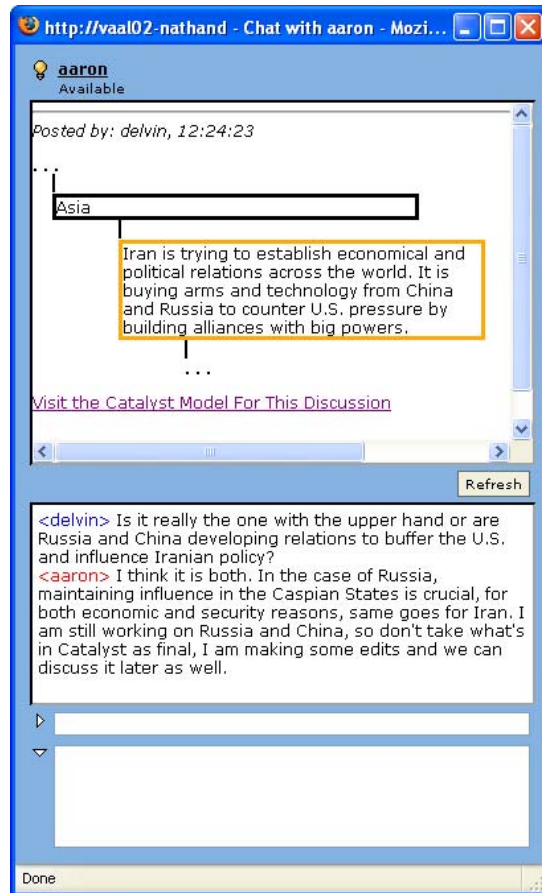 http://vaal02-nathand - Chat with aaron - Mozi...
aaron
Available
Posted by: delvin, 12:24:23
...
Asia
Iran is trying to establish economical and
political relations across the world. It is
buying arms and technology from China
and Russia to counter U.S. pressure by
building alliances with big powers.
...
Visit the Catalyst Model For This Discussion
Refresh
<delvin> Is it really the one with the upper hand or are
Russia and China developing relations to buffer the U.S.
and influence Iranian policy?
<aaron> I think it is both. In the case of Russia,
maintaining influence in the Caspian States is crucial, for
both economic and security reasons, same goes for Iran. I
am still working on Russia and China, so don't take what's
in Catalyst as final, I am making some edits and we can
discuss it later as well.
Done